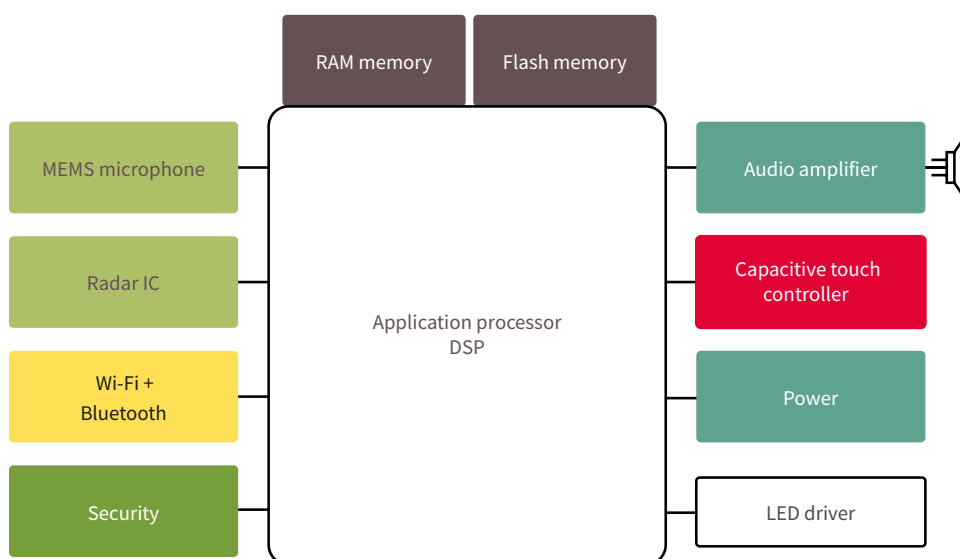 RAM memory
Flash memory
MEMS microphone
Audio amplifier
Radar IC
Capacitive touch
controller
Application processor
DSP
Wi-Fi +
Bluetooth
Power
Security
LED driver